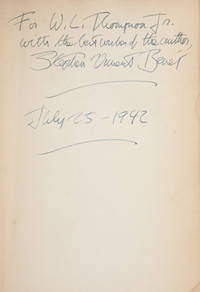 For W. L. Thompson Jr.
with the best wishes of the author,
Stephen Vincent Benét
July 25-1942